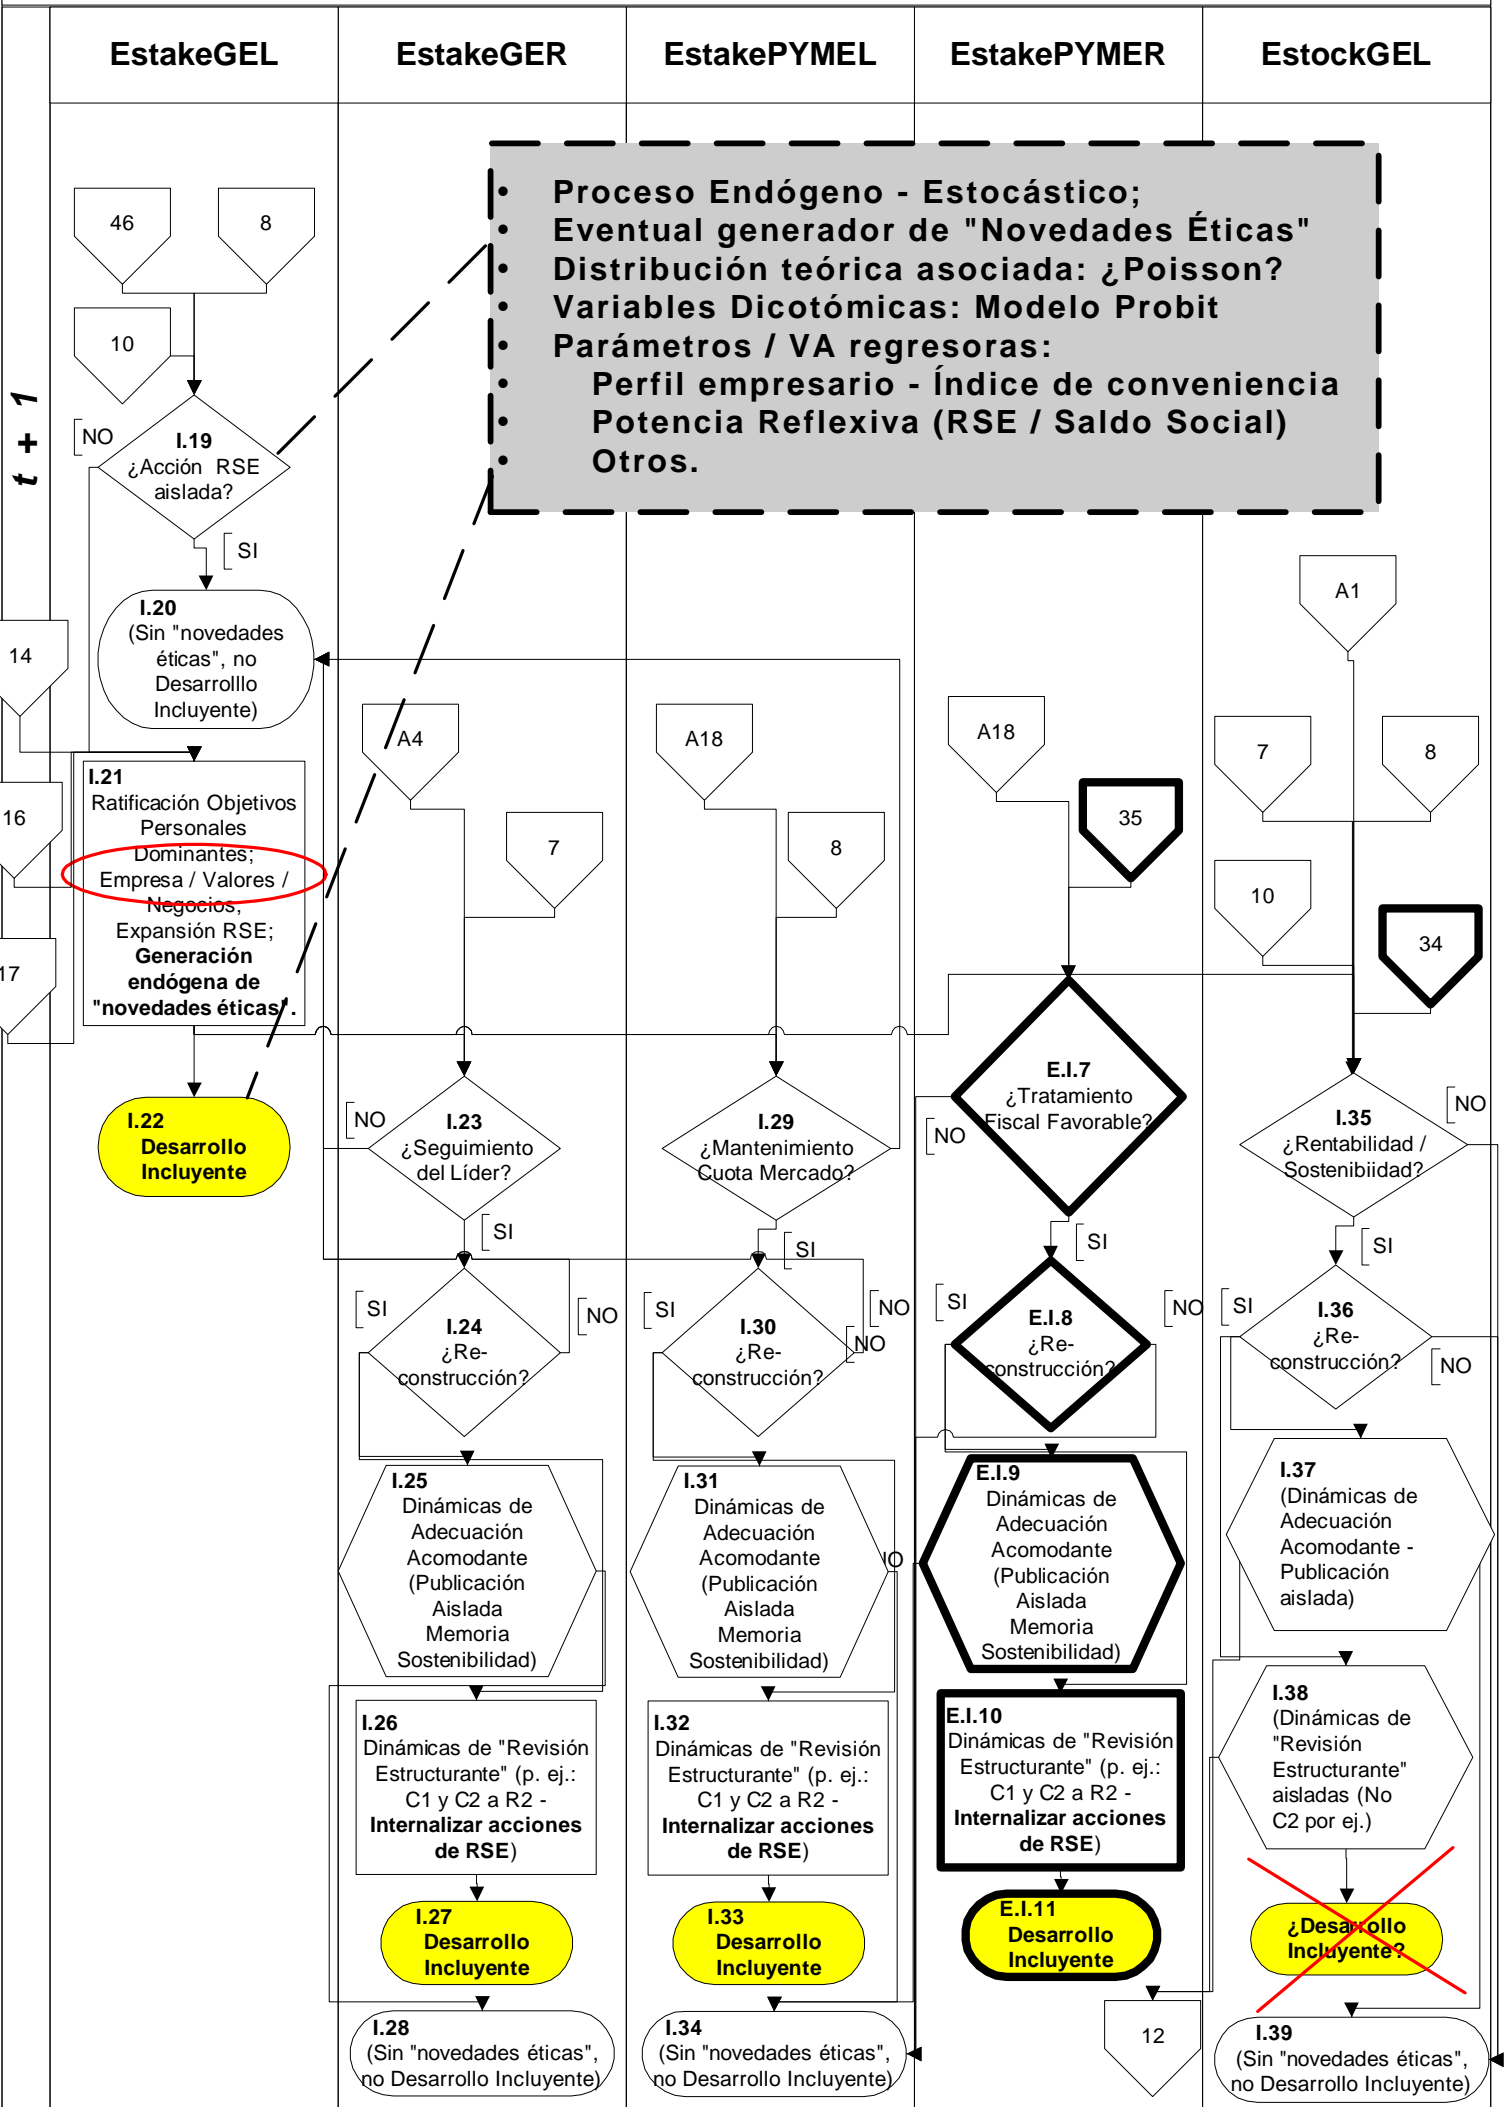 EstakeGEL
EstakeGER
EstakePYMEL
EstakePYMER
EstockGEL
t + 1
• Proceso Endógeno - Estocástico;
• Eventual generador de "Novedades Éticas"
• Distribución teórica asociada: ¿Poisson?
• Variables Dicotómicas: Modelo Probit
• Parámetros / VA regresoras:
• Perfil empresario - Índice de conveniencia
• Potencia Reflexiva (RSE / Saldo Social)
• Otros.
46
8
10
NO
I.19
¿Acción RSE
aislada?
SI
I.20
(Sin "novedades
éticas", no
Desarrolllo
Incluyente)
14
16
17
I.21
Ratificación Objetivos
Personales
Dominantes;
Empresa / Valores /
Negocios;
Expansión RSE;
Generación
endógena de
"novedades éticas".
I.22
Desarrollo
Incluyente
A4
7
NO
I.23
¿Seguimiento
del Líder?
SI
SI
NO
I.24
¿Re-
construcción?
I.25
Dinámicas de
Adecuación
Acomodante
(Publicación
Aislada
Memoria
Sostenibilidad)
I.26
Dinámicas de "Revisión
Estructurante" (p. ej.:
C1 y C2 a R2 -
Internalizar acciones
de RSE)
I.27
Desarrollo
Incluyente
I.28
(Sin "novedades éticas",
no Desarrollo Incluyente)
A18
8
I.29
¿Mantenimiento
Cuota Mercado?
SI
SI
NO
I.30
NO
¿Re-
construcción?
I.31
Dinámicas de
Adecuación
Acomodante
(Publicación
Aislada
Memoria
Sostenibilidad)
I.32
Dinámicas de "Revisión
Estructurante" (p. ej.:
C1 y C2 a R2 -
Internalizar acciones
de RSE)
I.33
Desarrollo
Incluyente
I.34
(Sin "novedades éticas",
no Desarrollo Incluyente)
A18
35
E.I.7
¿Tratamiento
Fiscal Favorable?
NO
SI
SI
NO
E.I.8
¿Re-
construcción?
E.I.9
Dinámicas de
Adecuación
Acomodante
(Publicación
Aislada
Memoria
Sostenibilidad)
E.I.10
Dinámicas de "Revisión
Estructurante" (p. ej.:
C1 y C2 a R2 -
Internalizar acciones
de RSE)
E.I.11
Desarrollo
Incluyente
12
A1
7
8
10
34
NO
I.35
¿Rentabilidad /
Sostenibiidad?
SI
SI
I.36
¿Re-
construcción?
NO
I.37
(Dinámicas de
Adecuación
Acomodante -
Publicación
aislada)
I.38
(Dinámicas de
"Revisión
Estructurante"
aisladas (No
C2 por ej.)
¿Desarrollo
Incluyente?
I.39
(Sin "novedades éticas",
no Desarrollo Incluyente)